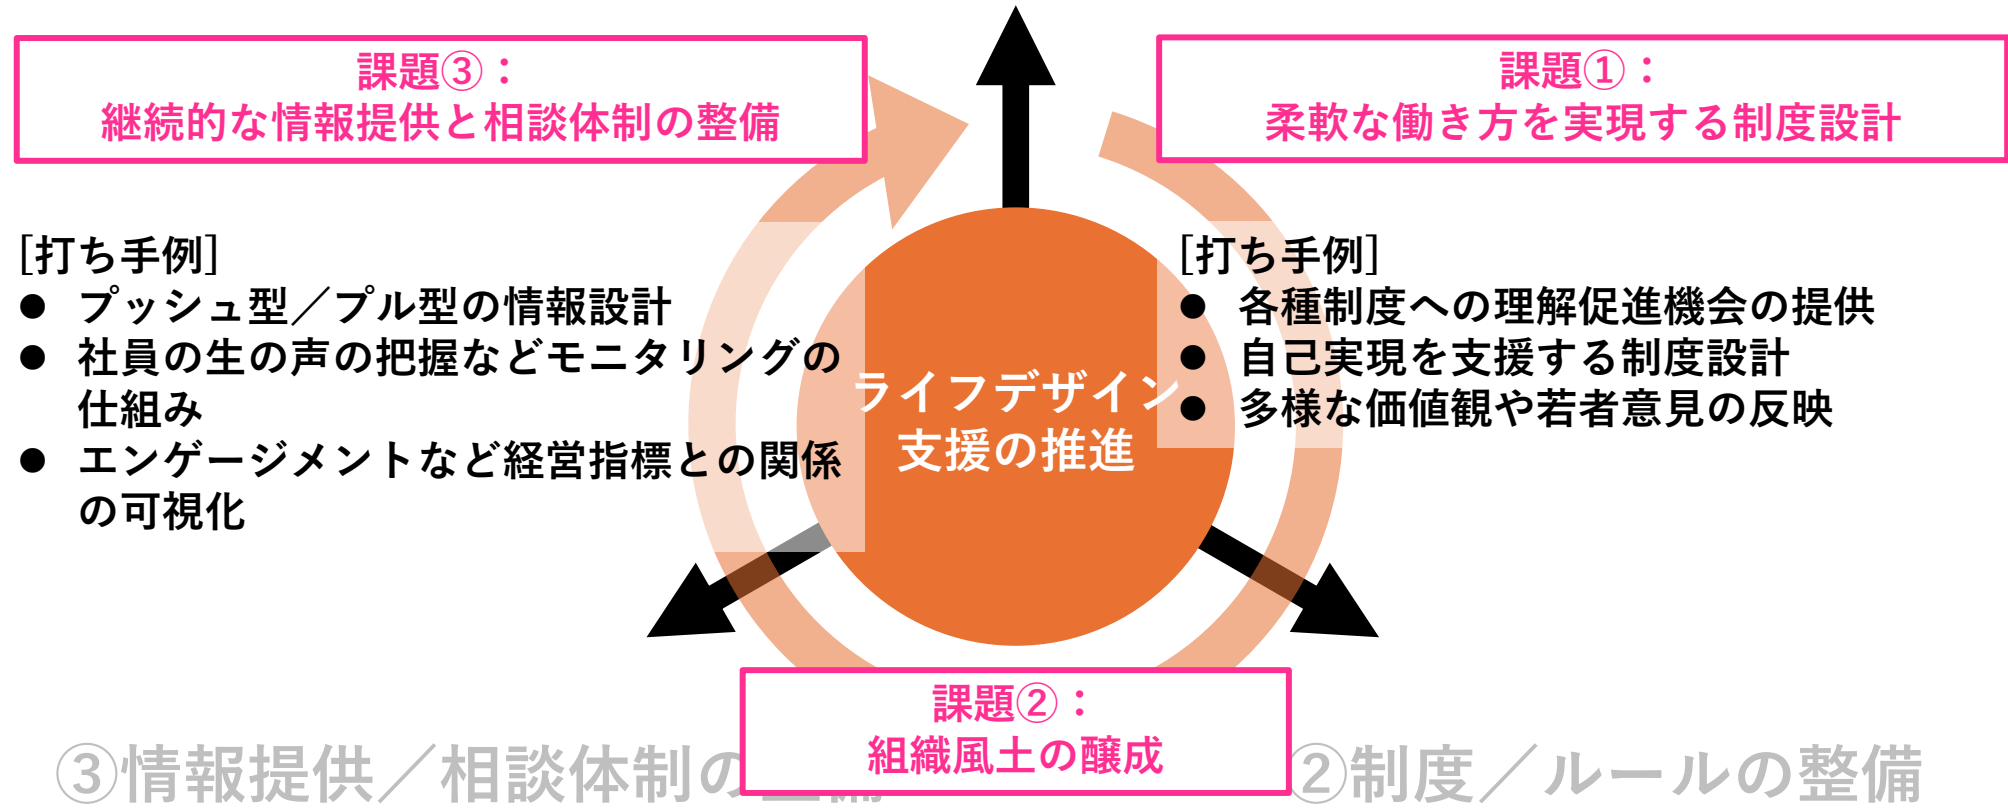 課題③：
継続的な情報提供と相談体制の整備
課題①：
柔軟な働き方を実現する制度設計
[打ち手例]
● プッシュ型／プル型の情報設計
● 社員の生の声の把握などモニタリングの
仕組み
● エンゲージメントなど経営指標との関係
の可視化
ライフデザイン
支援の推進
[打ち手例]
● 各種制度への理解促進機会の提供
● 自己実現を支援する制度設計
● 多様な価値観や若者意見の反映
課題②：
組織風土の醸成
③情報提供／相談体制の
②制度／ルールの整備